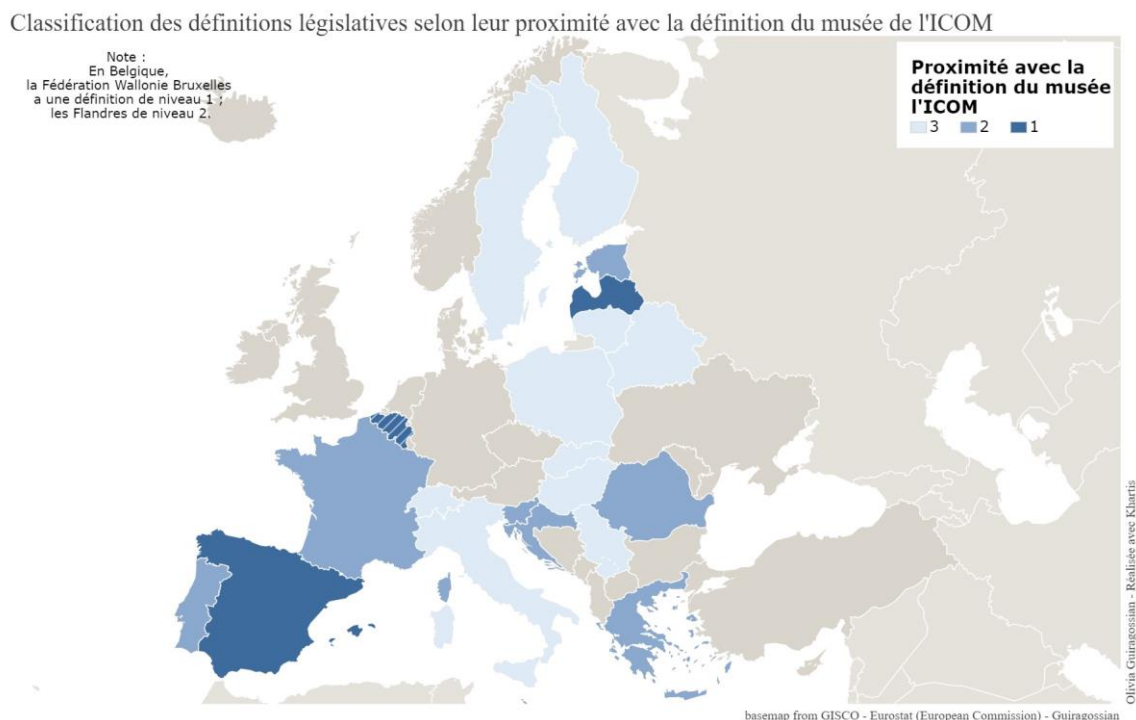 Classification des définitions législatives selon leur proximité avec la définition du musée de l'ICOM
Note :
En Belgique,
la Fédération Wallonie Bruxelles
a une définition de niveau 1 ;
les Flandres de niveau 2.
Proximité avec la
définition du musée
l'ICOM
3 2 1
Olivia Guiragossian - Réalisée avec Khartis
basemap from GISCO - Eurostat (European Commission) - Guiragossian